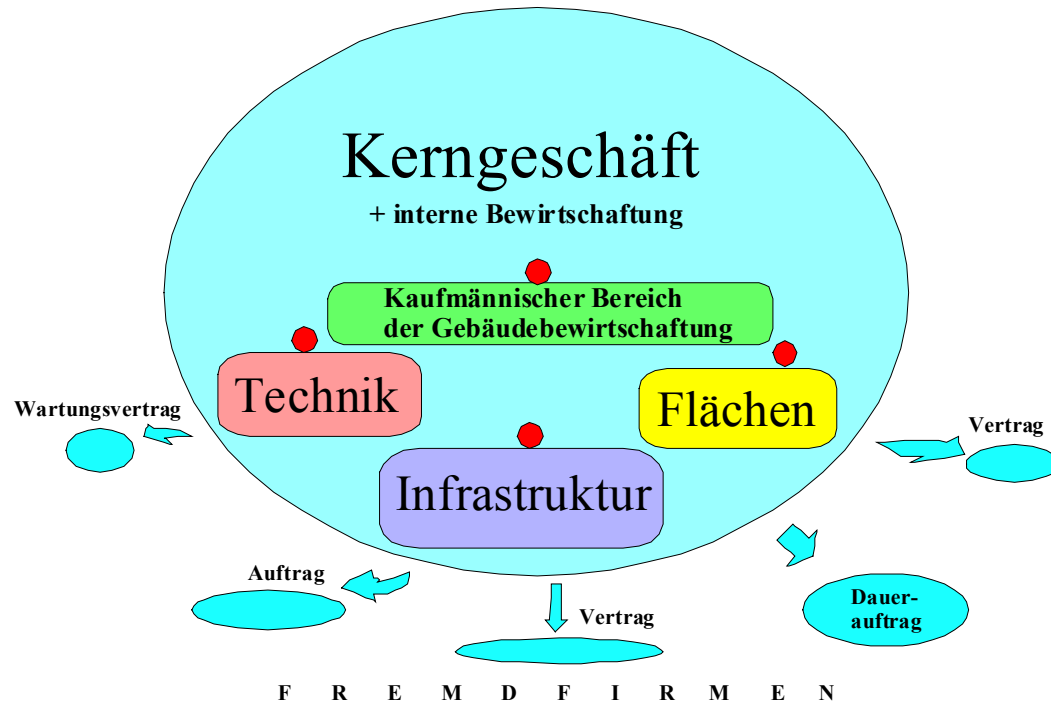 Kerngeschäft
+ interne Bewirtschaftung
Kaufmännischer Bereich
der Gebäudebewirtschaftung
Technik
Flächen
Infrastruktur
Wartungsvertrag
Vertrag
Auftrag
Vertrag
Dauer-
auftrag
F R E M D F I R M E N